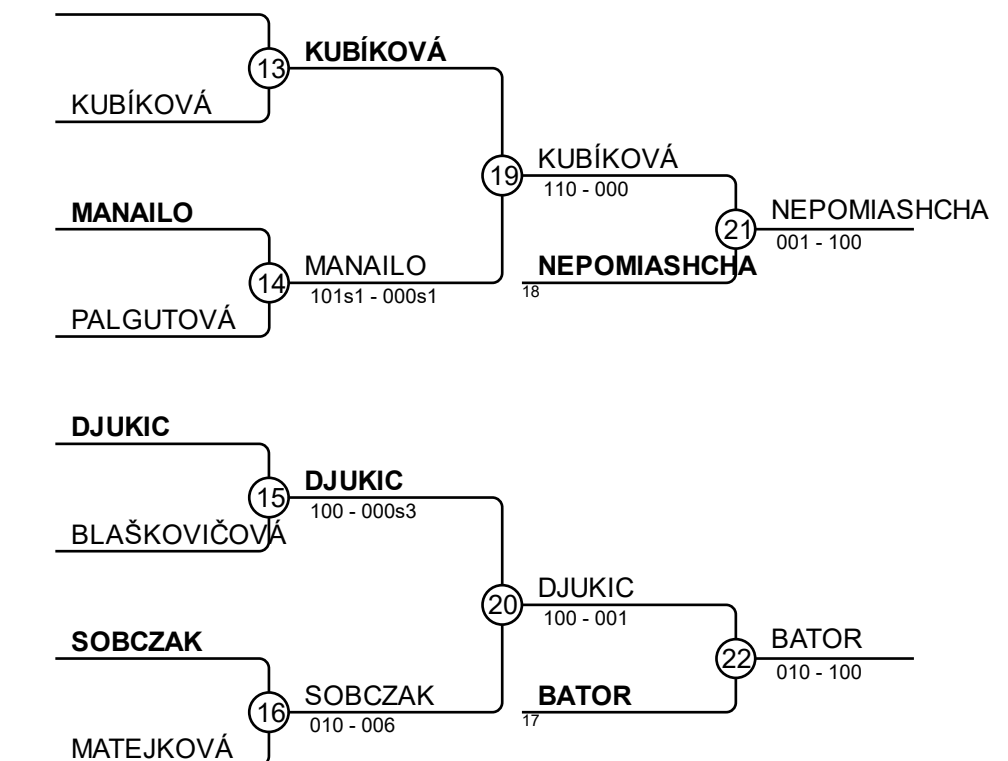 13
KUBÍKOVÁ
KUBÍKOVÁ
19
KUBÍKOVÁ
110 - 000
MANAILO
14
MANAILO
101s1 - 000s1
PALGUTOVÁ
21
NEPOMIASHCHA
001 - 100
NEPOMIASHCHA
18
DJUKIC
15
DJUKIC
100 - 000s3
BLAŠKOVIČOVÁ
20
DJUKIC
100 - 001
SOBCZAK
16
SOBCZAK
010 - 006
MATEJKOVÁ
22
BATOR
010 - 100
BATOR
17